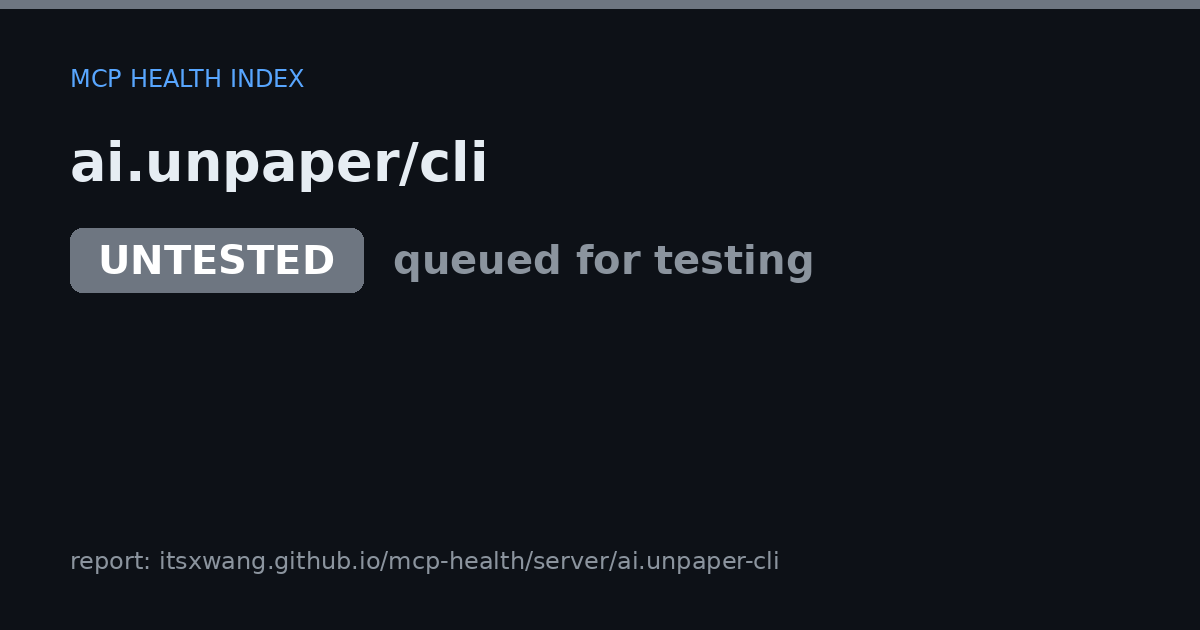 MCP HEALTH INDEX
ai.unpaper/cli
UNTESTED queued for testing
report: itsxwang.github.io/mcp-health/server/ai.unpaper-cli